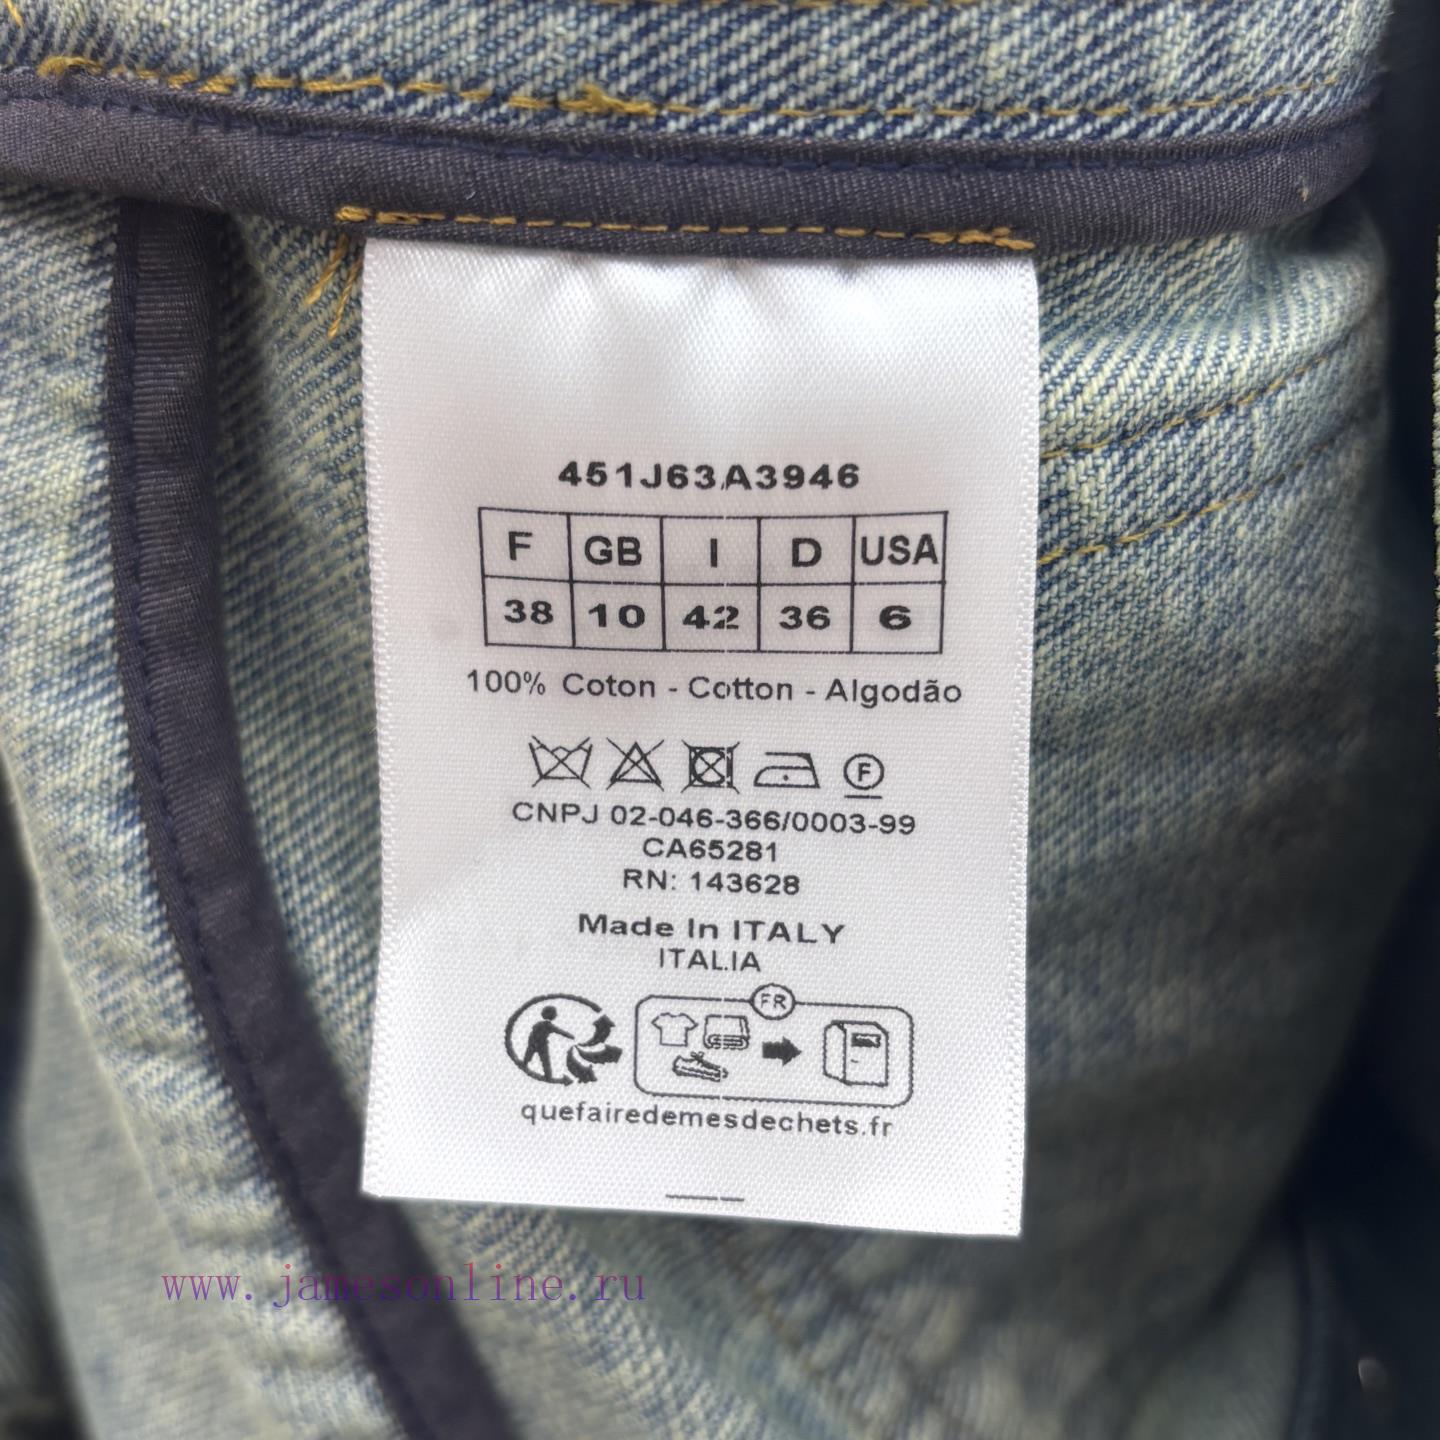 451J63A3946
F GB I D USA
38 10 42 36 6
100% Coton - Cotton - Algodão
F
CNPJ 02-046-366/0003-99
CA65281
RN: 143628
Made In ITALY
ITALIA
FR
quefairedemesdechets.fr
www.jamesonline.ru